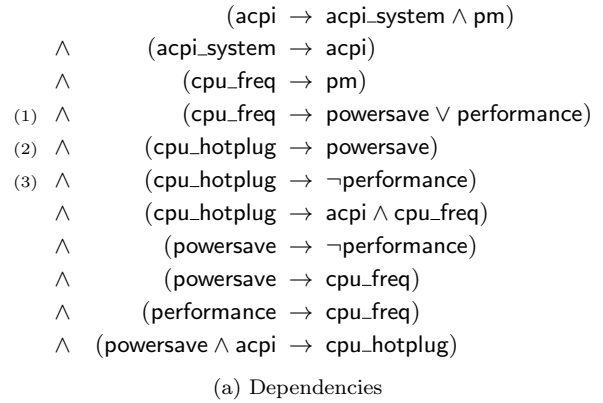 (acpi → acpi_system ∧ pm)
∧ (acpi_system → acpi)
∧ (cpu_freq → pm)
(1) ∧ (cpu_freq → powersave ∨ performance)
(2) ∧ (cpu_hotplug → powersave)
(3) ∧ (cpu_hotplug → ¬performance)
∧ (cpu_hotplug → acpi ∧ cpu_freq)
∧ (powersave → ¬performance)
∧ (powersave → cpu_freq)
∧ (performance → cpu_freq)
∧ (powersave ∧ acpi → cpu_hotplug)
(a) Dependencies